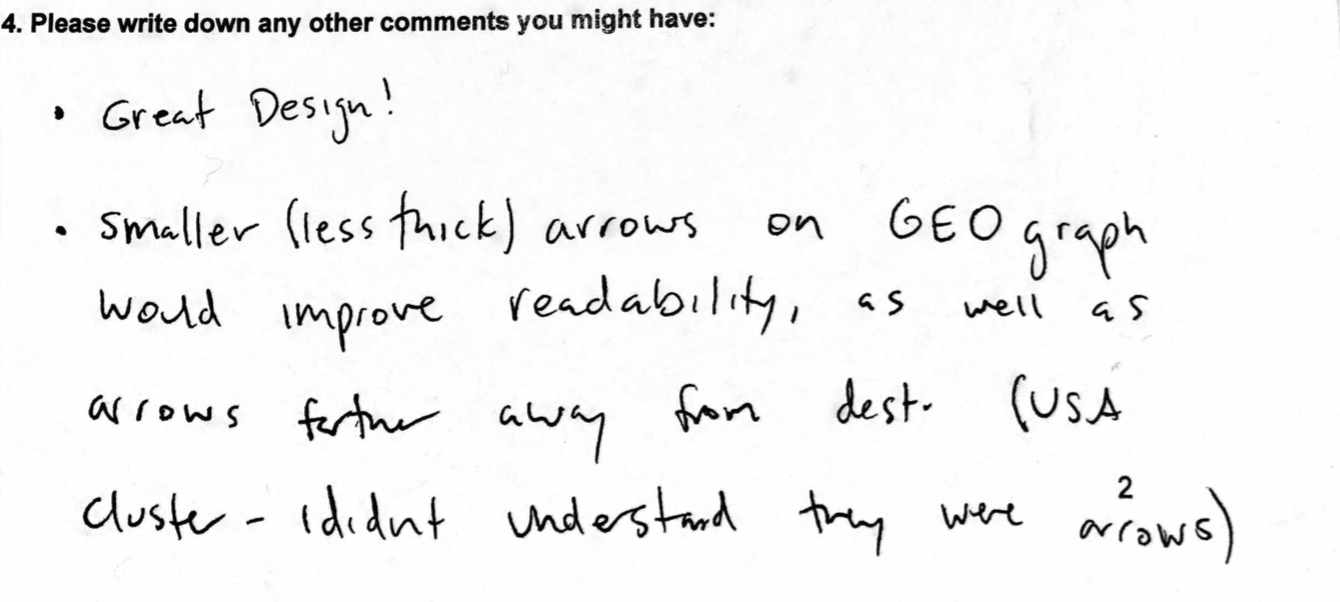 4. Please write down any other comments you might have:
• Great Design!
• Smaller (less thick) arrows on GEO graph
would improve readability, as well as
arrows farther away from dest. (USA
cluster - I didnt understand they were 2 arrows)